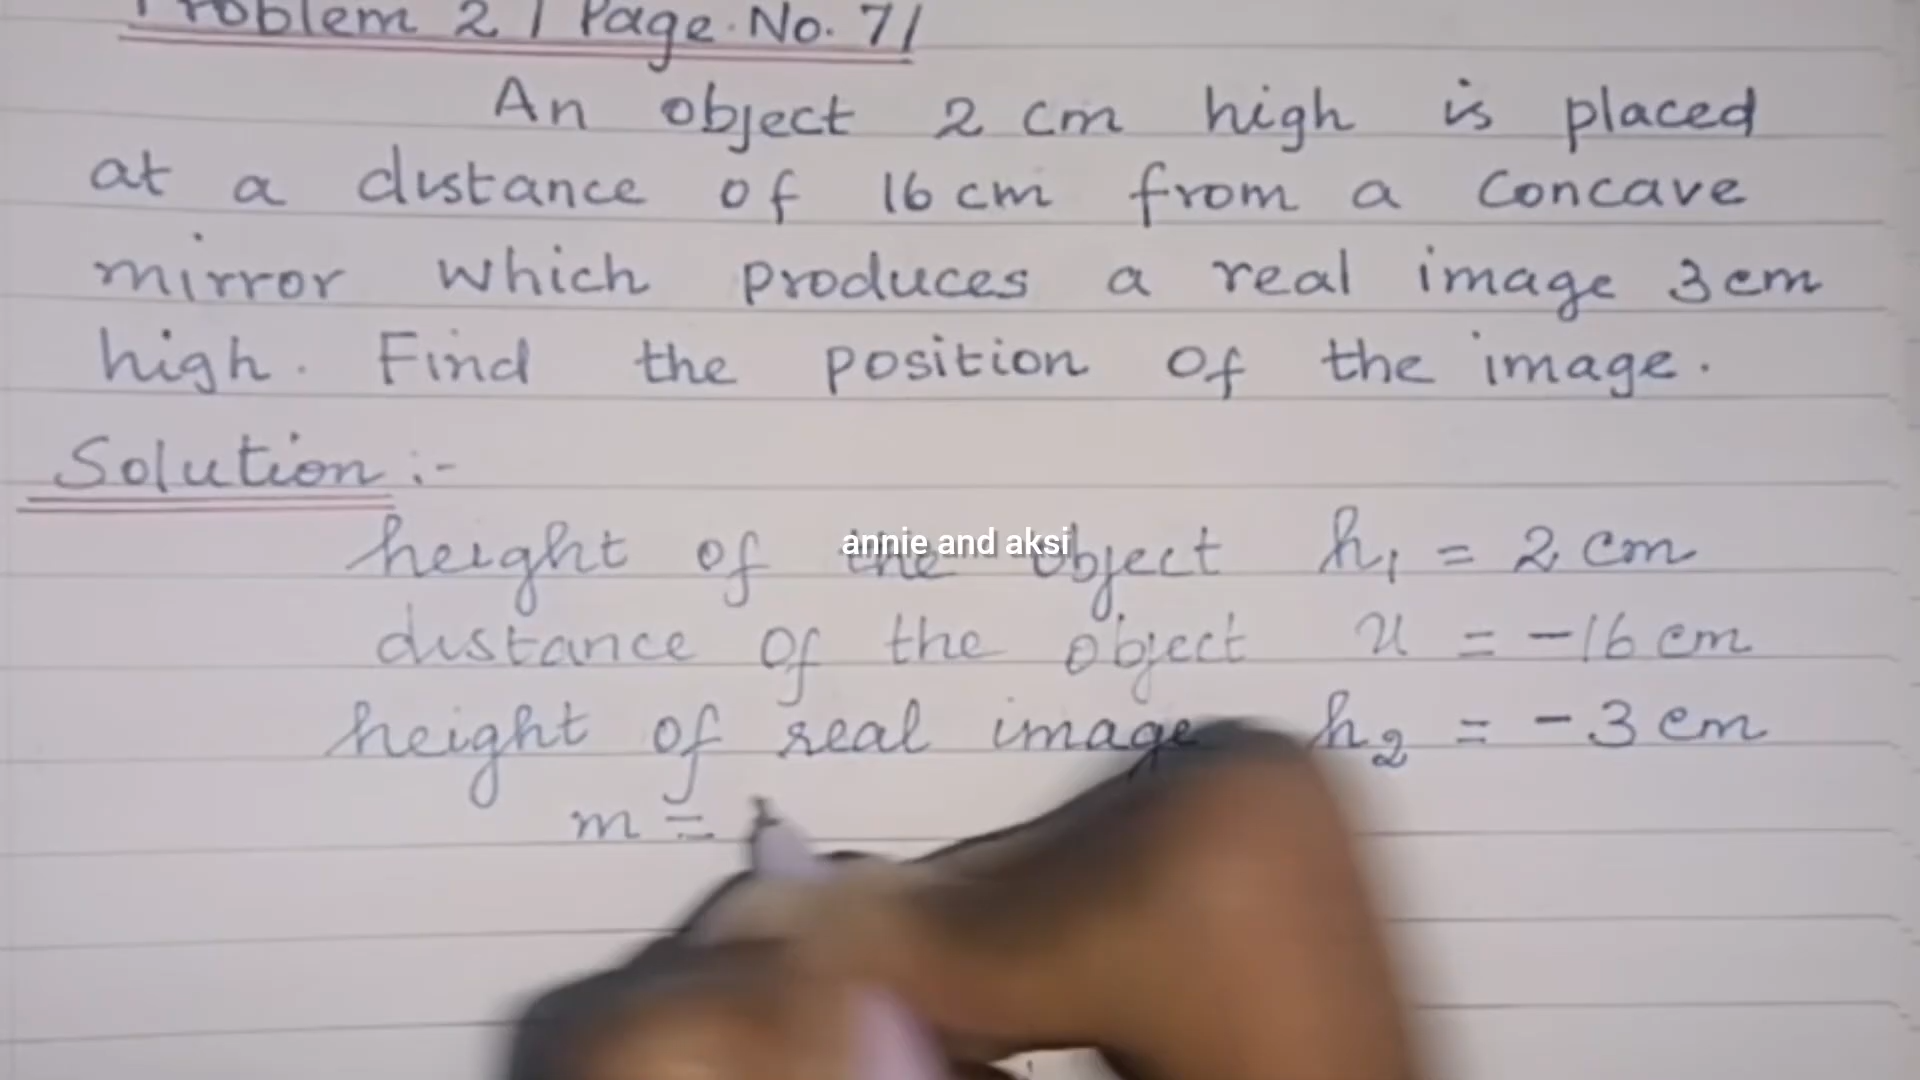 Problem 2 / Page.No. 71
An object 2 cm high is placed
at a distance of 16 cm from a concave
mirror which produces a real image 3 cm
high. Find the position of the image.
Solution :-
height of the object h₁ = 2 cm
annie and aksi
distance of the object u = -16 cm
height of real image h₂ = -3 cm
m =